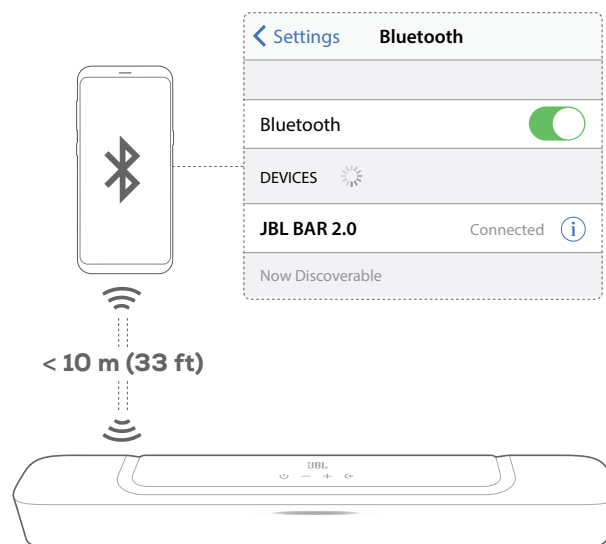 Settings Bluetooth
Bluetooth
DEVICES
JBL BAR 2.0 Connected i
Now Discoverable
< 10 m (33 ft)
JBL